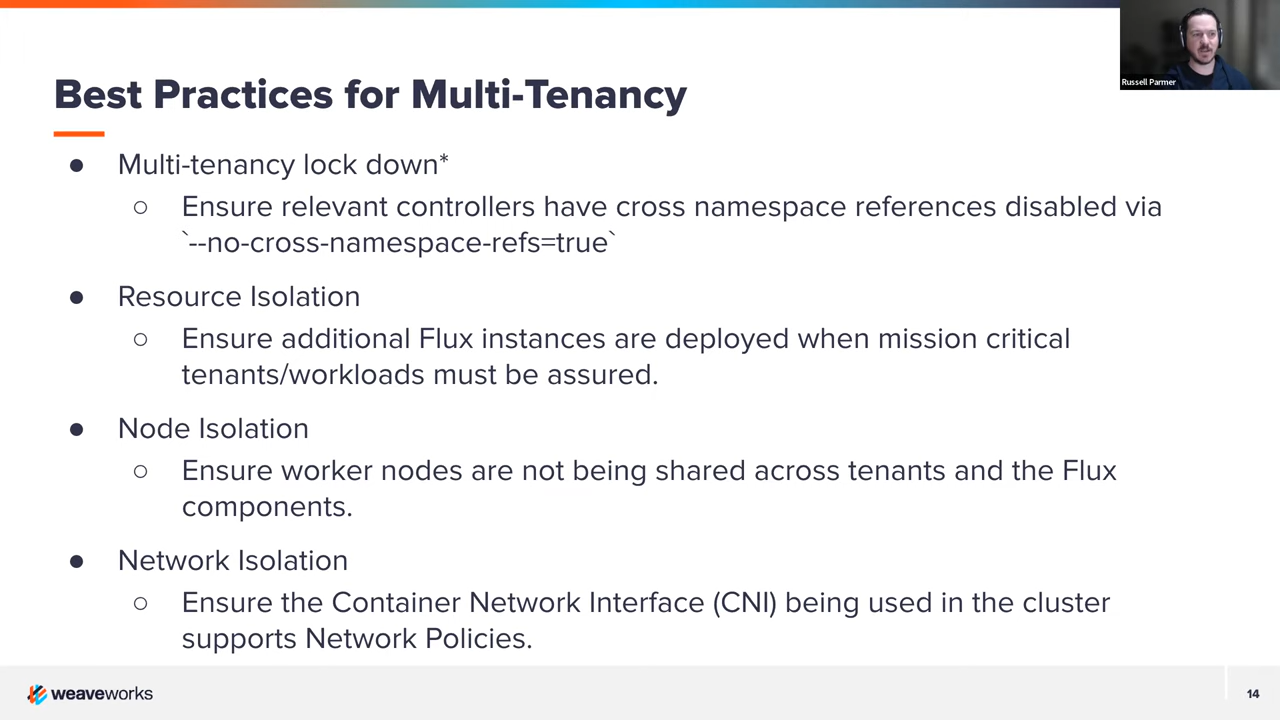 Russell Parmer
Best Practices for Multi-Tenancy
● Multi-tenancy lock down*
○ Ensure relevant controllers have cross namespace references disabled via
`--no-cross-namespace-refs=true`
● Resource Isolation
○ Ensure additional Flux instances are deployed when mission critical
tenants/workloads must be assured.
● Node Isolation
○ Ensure worker nodes are not being shared across tenants and the Flux
components.
● Network Isolation
○ Ensure the Container Network Interface (CNI) being used in the cluster
supports Network Policies.
weaveworks
14